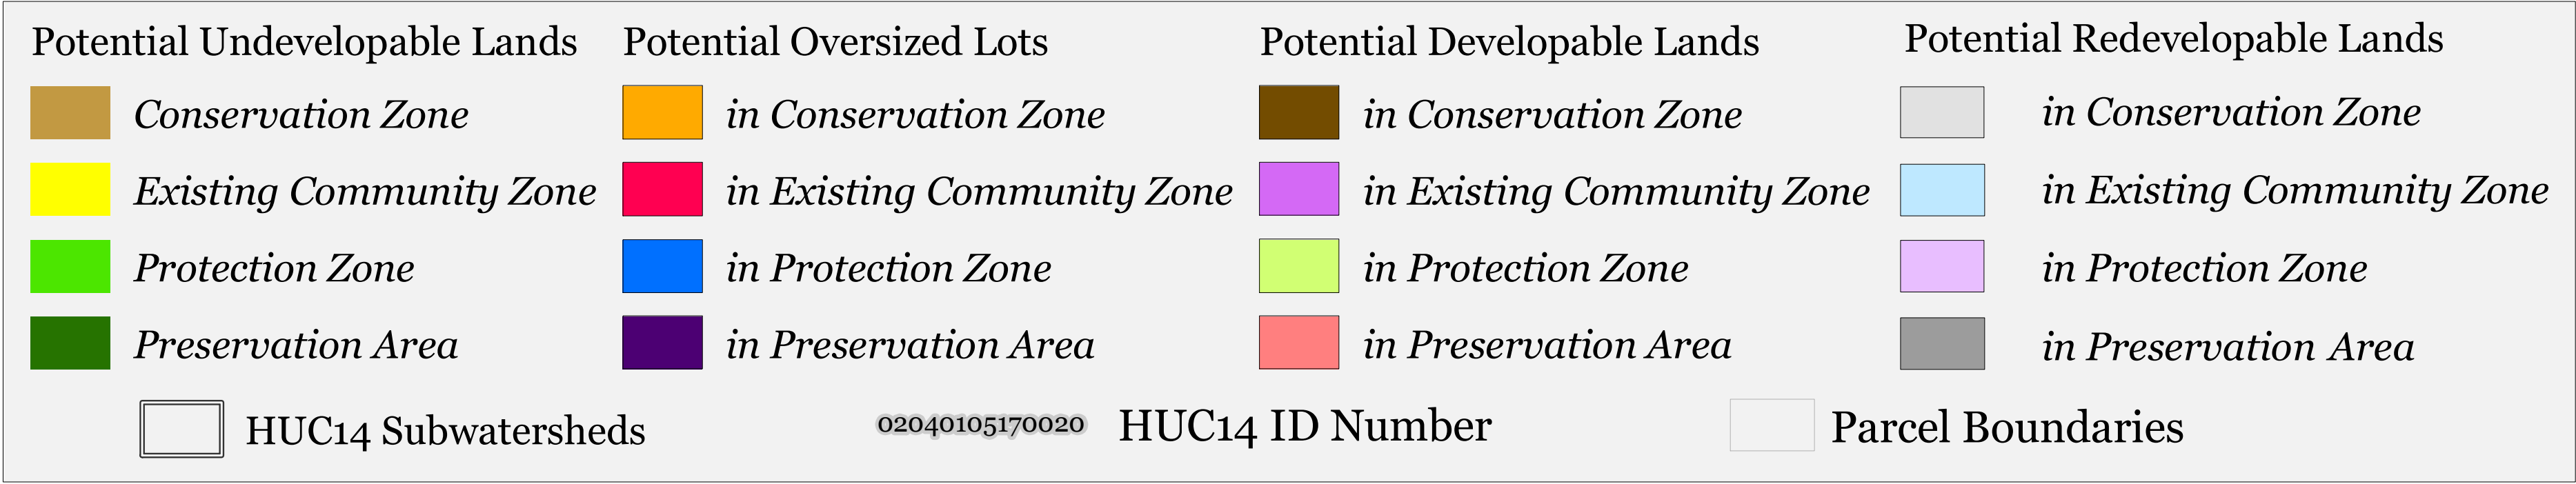 Potential Undevelopable Lands
Conservation Zone
Existing Community Zone
Protection Zone
Preservation Area
Potential Oversized Lots
in Conservation Zone
in Existing Community Zone
in Protection Zone
in Preservation Area
Potential Developable Lands
in Conservation Zone
in Existing Community Zone
in Protection Zone
in Preservation Area
Potential Redevelopable Lands
in Conservation Zone
in Existing Community Zone
in Protection Zone
in Preservation Area
HUC14 Subwatersheds
02040105170020 HUC14 ID Number
Parcel Boundaries